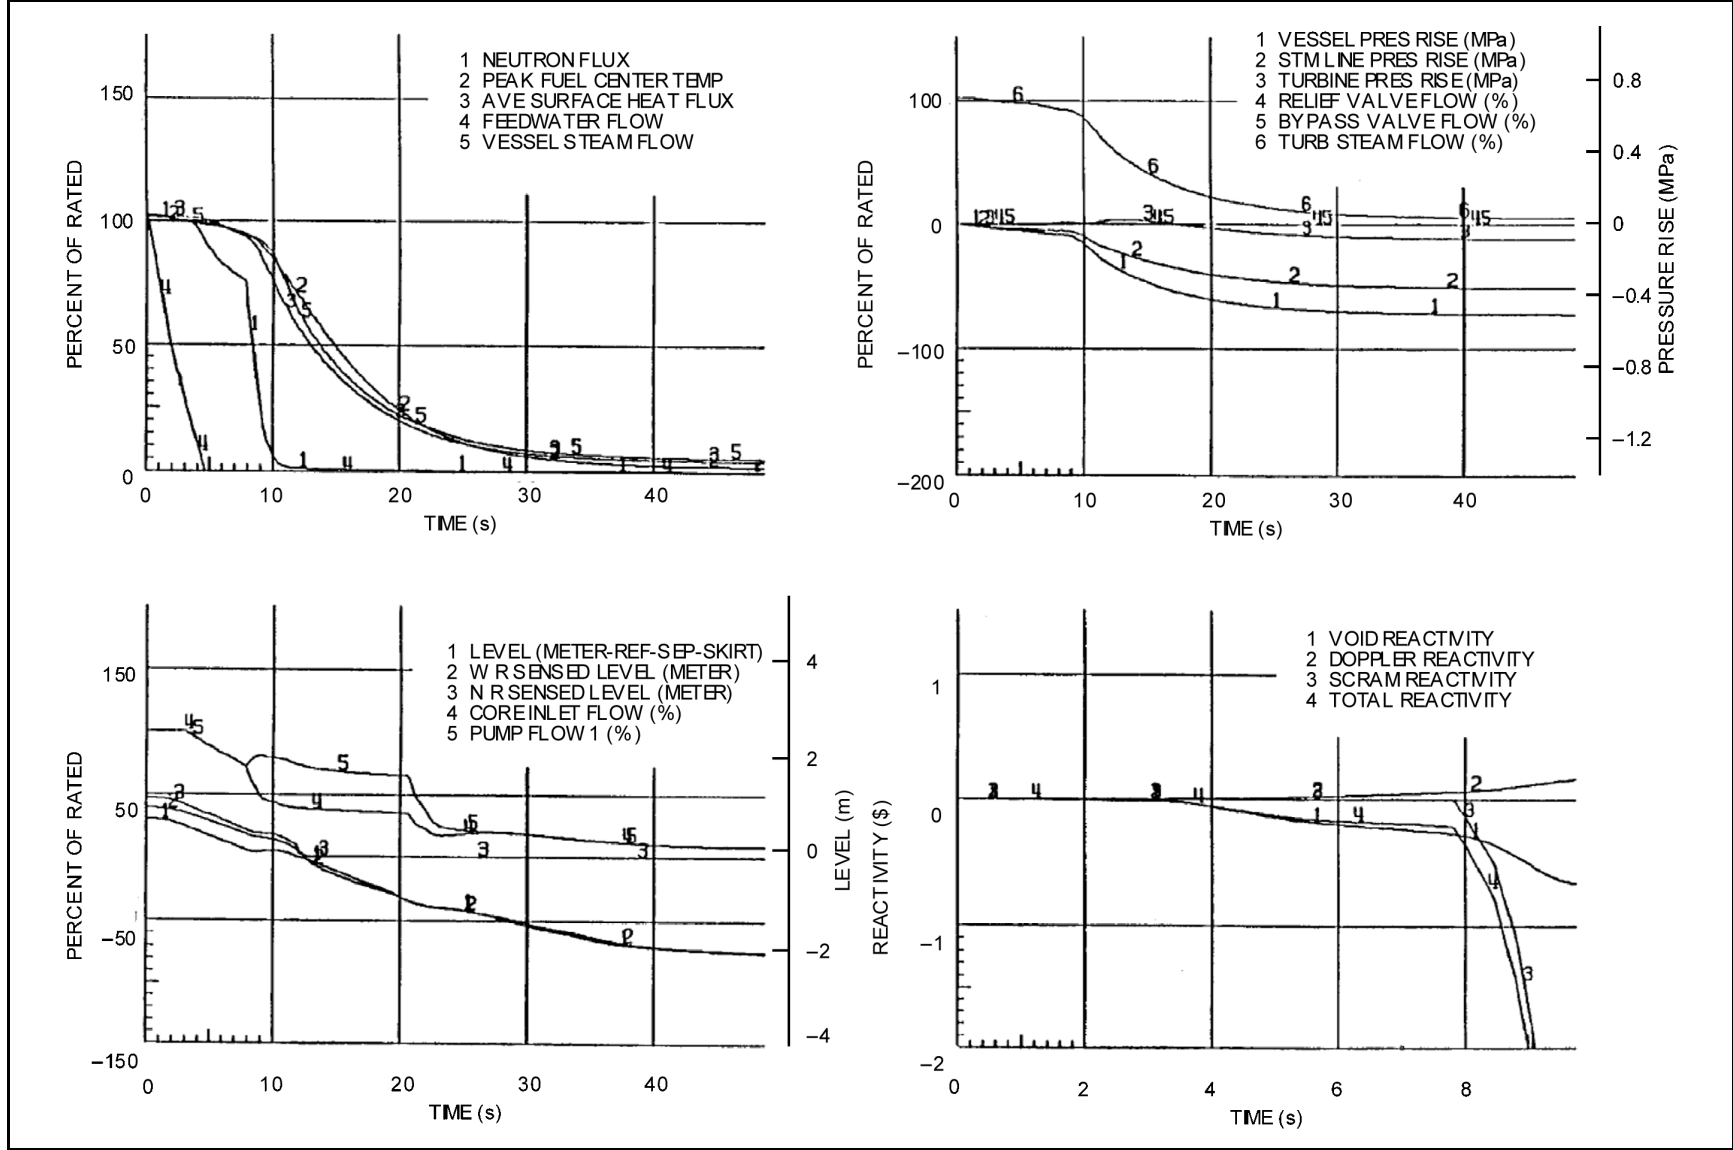 1 NEUTRON FLUX
2 PEAK FUEL CENTER TEMP
3 AVE SURFACE HEAT FLUX
4 FEEDWATER FLOW
5 VESSEL STEAM FLOW
PERCENT OF RATED
150
100
50
0
0 10 20 30 40
TIME (s)
1 VESSEL PRES RISE (MPa)
2 STM LINE PRES RISE (MPa)
3 TURBINE PRES RISE (MPa)
4 RELIEF VALVE FLOW (%)
5 BYPASS VALVE FLOW (%)
6 TURB STEAM FLOW (%)
PERCENT OF RATED
100
0
−100
−200
0 10 20 30 40
TIME (s)
0.8
0.4
0
−0.4
−0.8
−1.2
PRESSURE RISE (MPa)
1 LEVEL (METER-REF-SEP-SKIRT)
2 W R SENSED LEVEL (METER)
3 N R SENSED LEVEL (METER)
4 CORE INLET FLOW (%)
5 PUMP FLOW 1 (%)
PERCENT OF RATED
150
50
−50
−150
0 10 20 30 40
TIME (s)
4
2
0
−2
−4
LEVEL (m)
1 VOID REACTIVITY
2 DOPPLER REACTIVITY
3 SCRAM REACTIVITY
4 TOTAL REACTIVITY
REACTIVITY ($)
1
0
−1
−2
0 2 4 6 8
TIME (s)